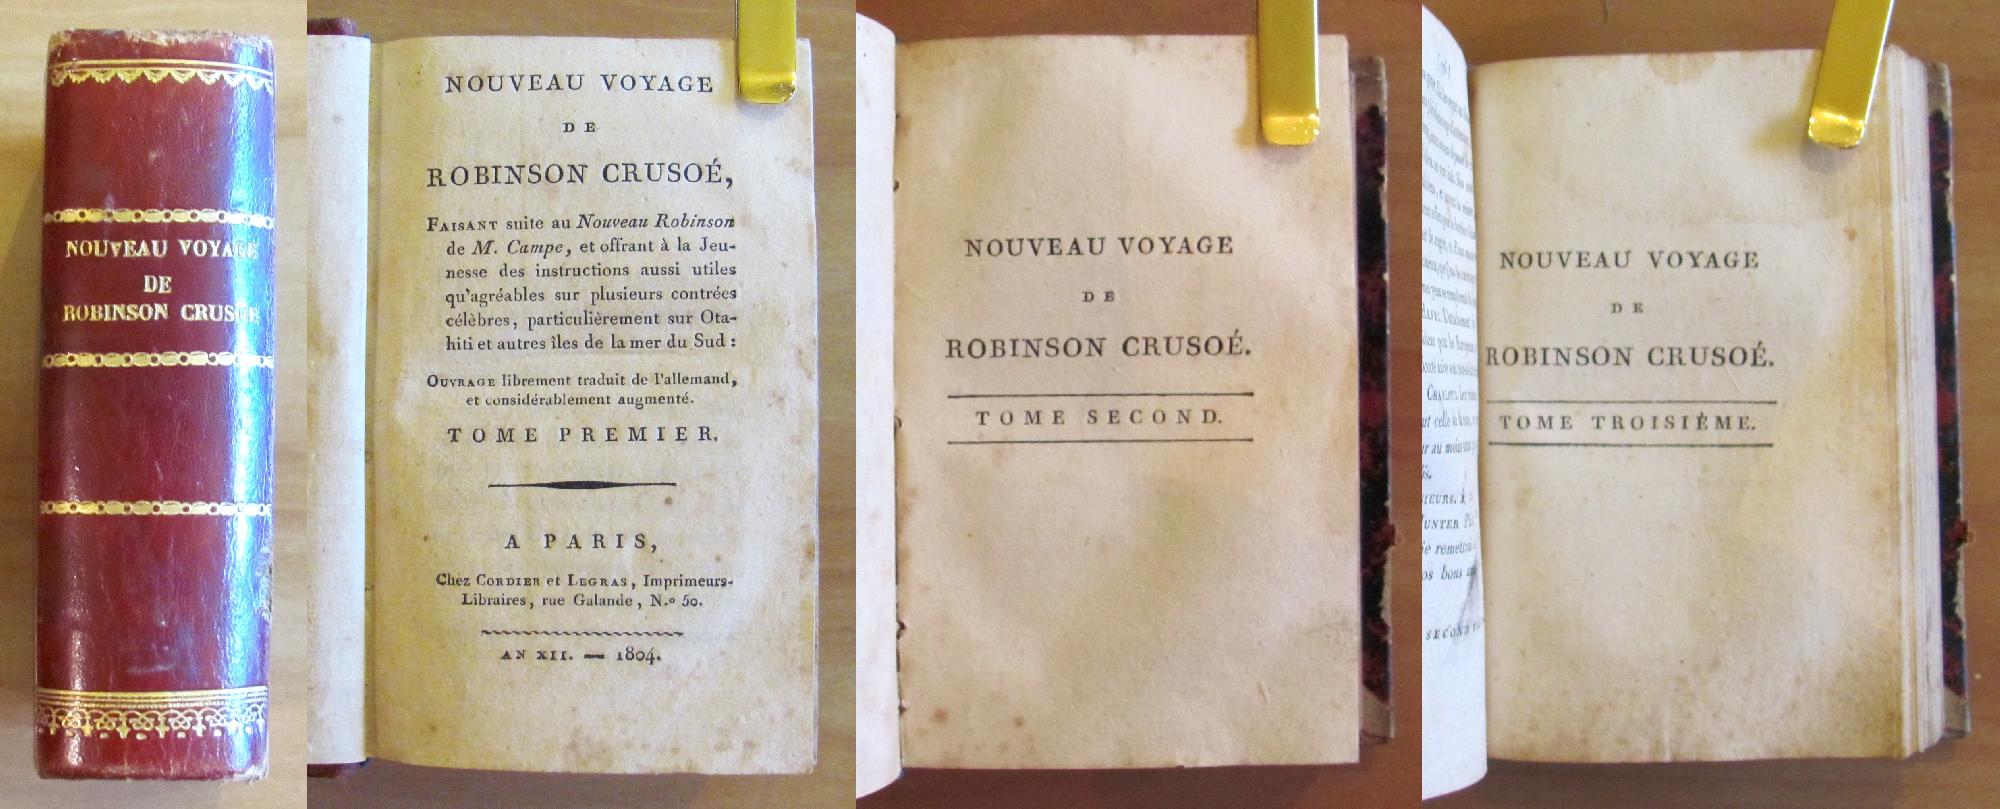 NOUVEAU VOYAGE
DE
ROBINSON CRUSOE
NOUVEAU VOYAGE
DE
ROBINSON CRUSOÉ,
FAISANT suite au Nouveau Robinson
de M. Campe, et offrant à la Jeu-
nesse des instructions aussi utiles
qu'agréables sur plusieurs contrées
célèbres, particulièrement sur Ota-
hiti et autres îles de la mer du Sud :
OUVRAGE librement traduit de l'allemand,
et considérablement augmenté.
TOME PREMIER.
A PARIS,
Chez CORDIER et LEGRAS, Imprimeurs-
Libraires, rue Galande, N.o 50.
AN XII. — 1804.
NOUVEAU VOYAGE
DE
ROBINSON CRUSOÉ.
TOME SECOND.
NOUVEAU VOYAGE
DE
ROBINSON CRUSOÉ.
TOME TROISIÈME.
SECOND